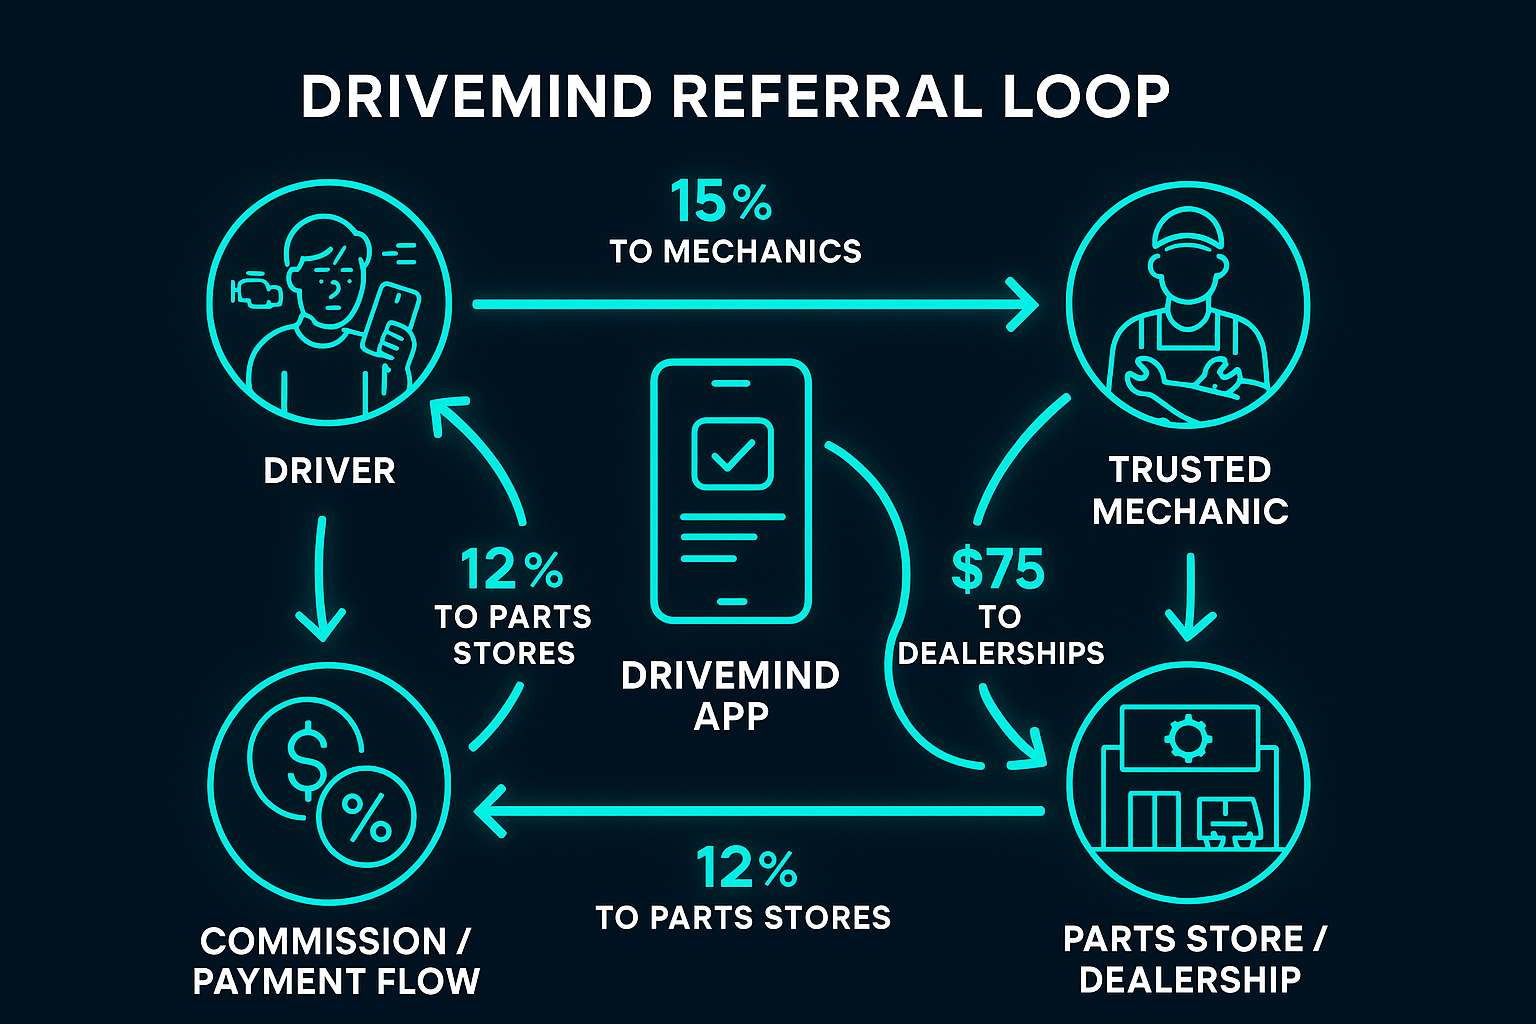 DRIVEMIND REFERRAL LOOP
15%
TO MECHANICS
DRIVER
TRUSTED
MECHANIC
12%
TO PARTS
STORES
$75
TO
DEALERSHIPS
DRIVEMIND
APP
$
%
12%
TO PARTS STORES
COMMISSION /
PAYMENT FLOW
PARTS STORE /
DEALERSHIP